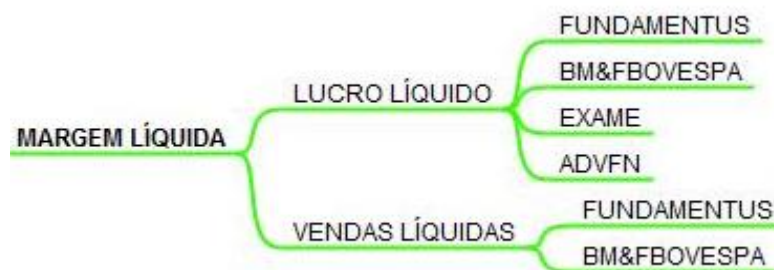 FUNDAMENTUS
BM&FBOVESPA
LUCRO LÍQUIDO
EXAME
MARGEM LÍQUIDA
ADVFN
FUNDAMENTUS
VENDAS LÍQUIDAS
BM&FBOVESPA